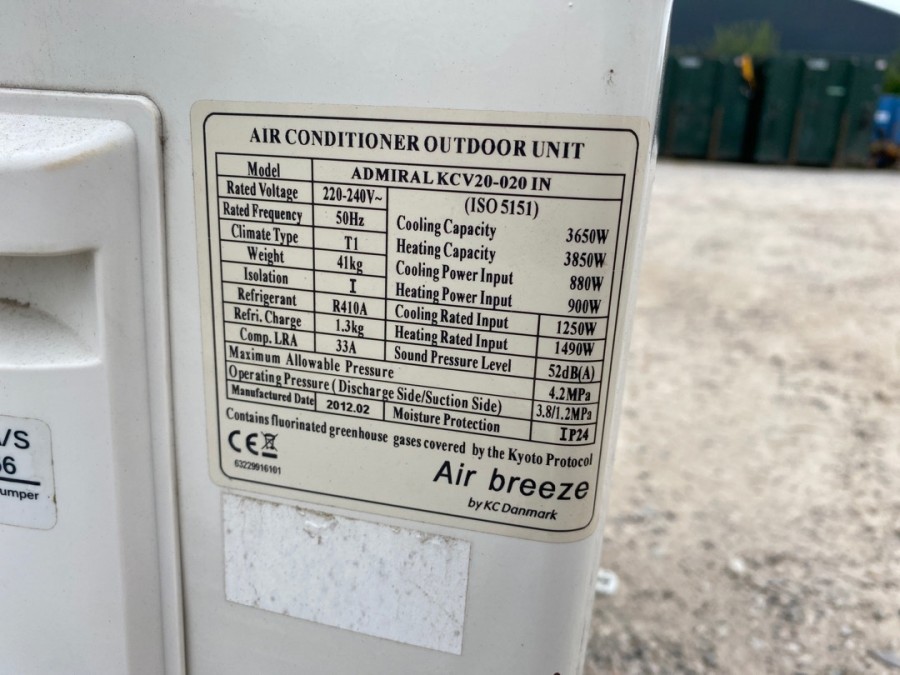 AIR CONDITIONER OUTDOOR UNIT
Model ADMIRAL KCV20-020 IN
Rated Voltage 220-240V~ (ISO 5151)
Rated Frequency 50Hz Cooling Capacity 3650W
Climate Type T1 Heating Capacity 3850W
Weight 41kg Cooling Power Input 880W
Isolation I Heating Power Input 900W
Refrigerant R410A Cooling Rated Input 1250W
Refri. Charge 1.3kg Heating Rated Input 1490W
Comp. LRA 33A Sound Pressure Level 52dB(A)
Maximum Allowable Pressure 4.2MPa
Operating Pressure (Discharge Side/Suction Side) 3.8/1.2MPa
Manufactured Date 2012.02 Moisture Protection IP24
Contains fluorinated greenhouse gases covered by the Kyoto Protocol
CE
63229916101
Air breeze
by KC Danmark
/S
6
umper